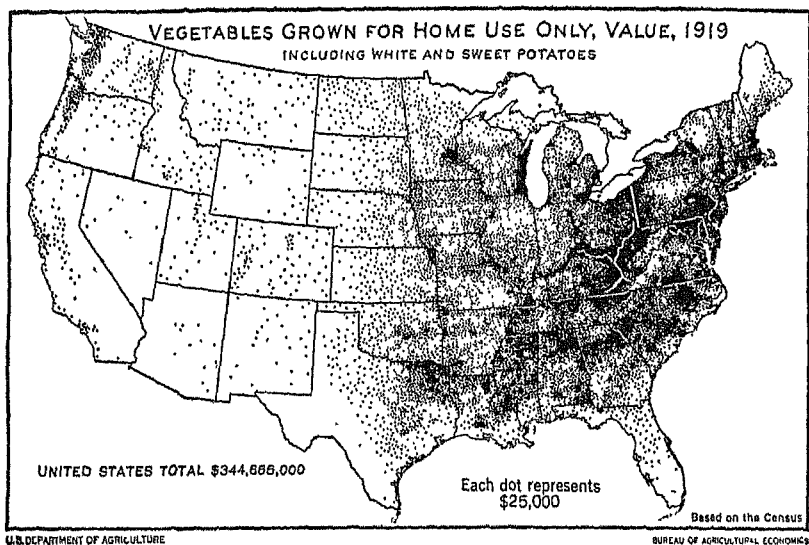 VEGETABLES GROWN FOR HOME USE ONLY, VALUE, 1919
INCLUDING WHITE AND SWEET POTATOES
UNITED STATES TOTAL $344,666,000
Each dot represents
$25,000
Based on the Census
U.S. DEPARTMENT OF AGRICULTURE
BUREAU OF AGRICULTURAL ECONOMICS